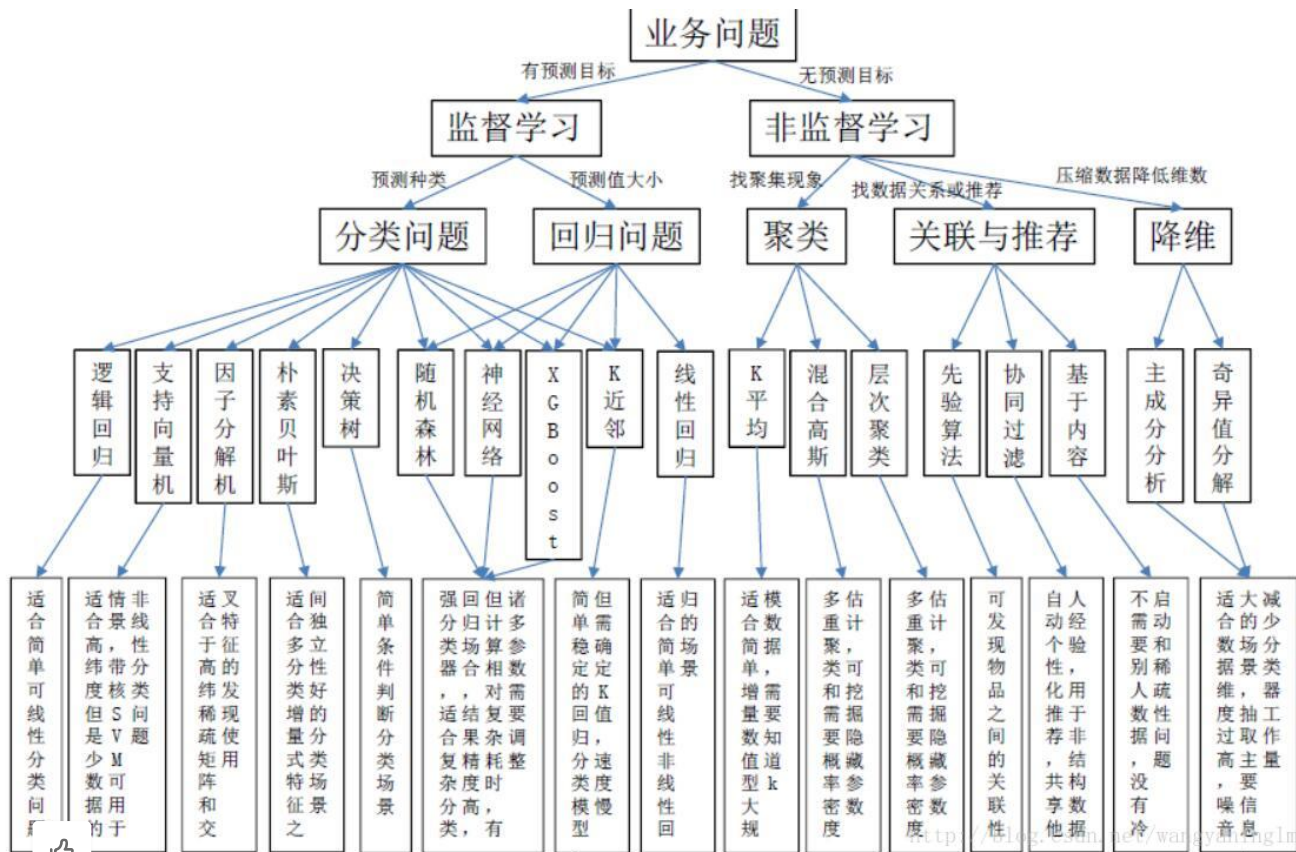 业务问题
有预测目标
无预测目标
监督学习
非监督学习
预测种类
预测值大小
找聚集现象
找数据关系或推荐
压缩数据降低维数
分类问题
回归问题
聚类
关联与推荐
降维
逻辑回归
支持向量机
因子分解机
朴素贝叶斯
决策树
随机森林
神经网络
XGBoost
K近邻
线性回归
K平均
混合高斯
层次聚类
先验算法
协同过滤
基于内容
主成分分析
奇异值分解
适合简单可线性分类问题
适合高纬度但是少数据的
情景，带核SVM可用于
非线性分类问题
适合于高纬稀疏矩阵和交
叉特征的发现使用
适合多分类增量式特征之
间独立性好的分类场景
简单条件判断分类场景
强分类器，适合复杂分类，
回归场合，结果精度高，
但计算相对复杂耗时，有
诸多参数需要调整
简单稳定的回归分类模型
但需确定K值，速度慢
适合简单可线性非线性回
归的场景
适合简单增量数值型大规
模数据，需要知道k
多重聚类和需要概率密度
估计，可挖掘隐藏参数
多重聚类和需要概率密度
估计，可挖掘隐藏参数
可发现物品之间的关联性
自动个性化推荐，共享他
人经验，用于非结构数据
不需要别人数据，没有冷
启动和稀疏性问题
适合数据维度过高，噪音
大的场景，抽取主要信息
减少分类器工作量